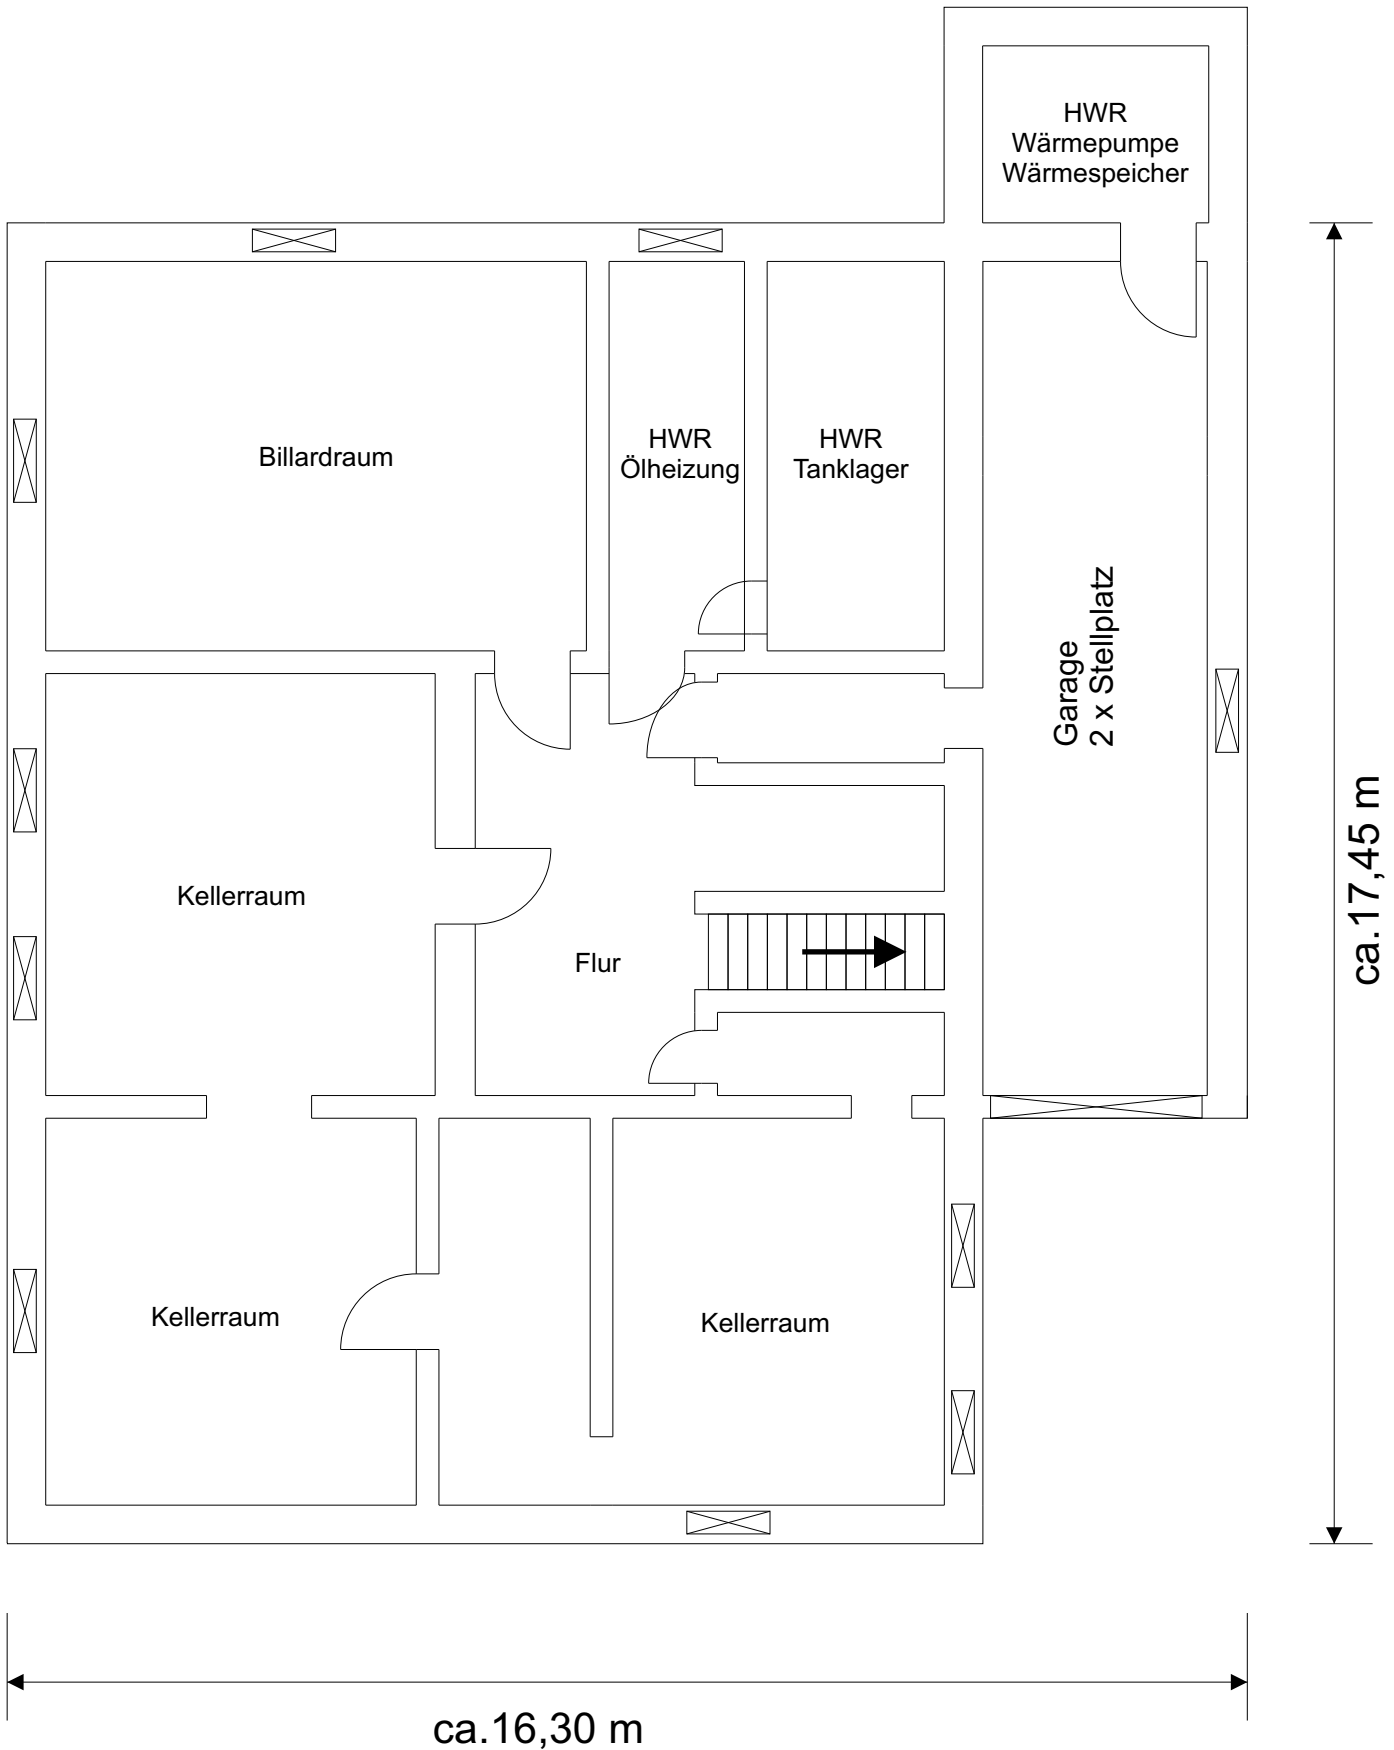 HWR
Wärmepumpe
Wärmespeicher
Billardraum
HWR
Ölheizung
HWR
Tanklager
Garage
2 x Stellplatz
Kellerraum
Flur
ca.17,45 m
Kellerraum
Kellerraum
ca.16,30 m